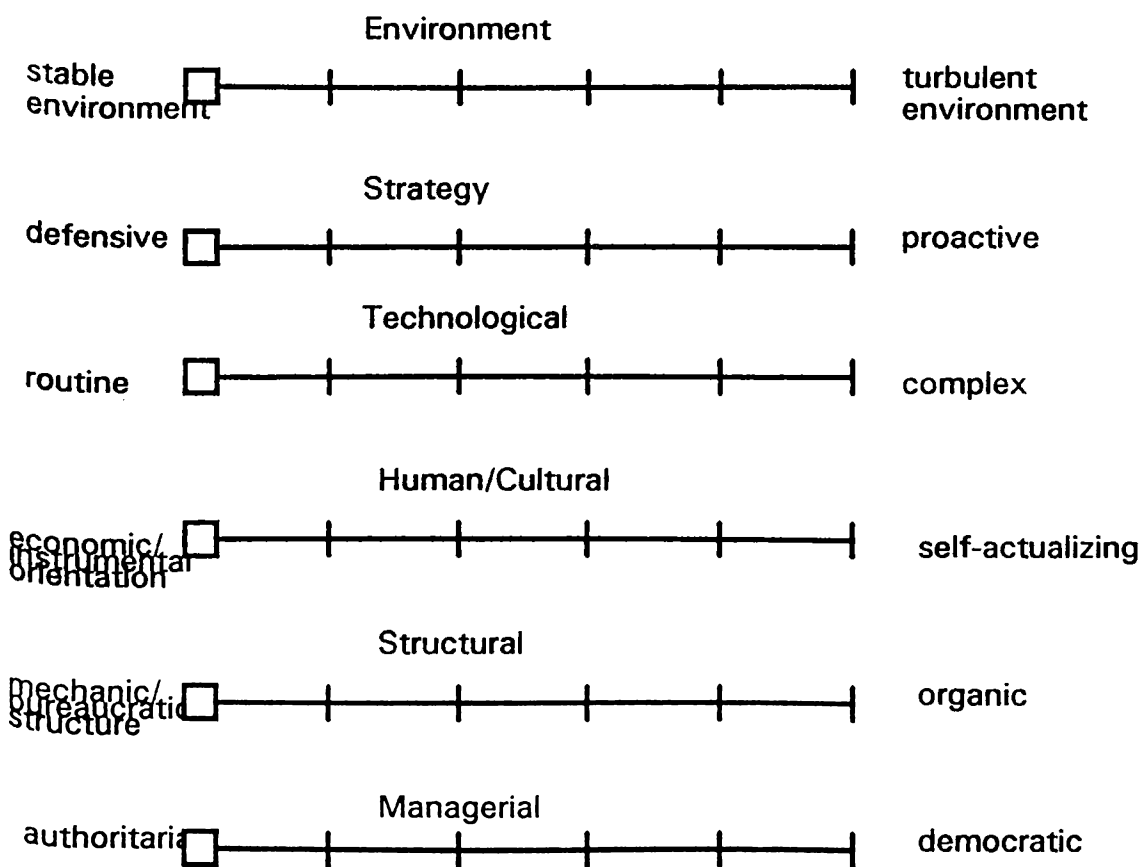 Environment
stable
environment
turbulent
environment
Strategy
defensive
proactive
Technological
routine
complex
Human/Cultural
economic/
instrumental
orientation
self-actualizing
Structural
mechanic/
bureaucratic
structure
organic
Managerial
authoritaria
democratic